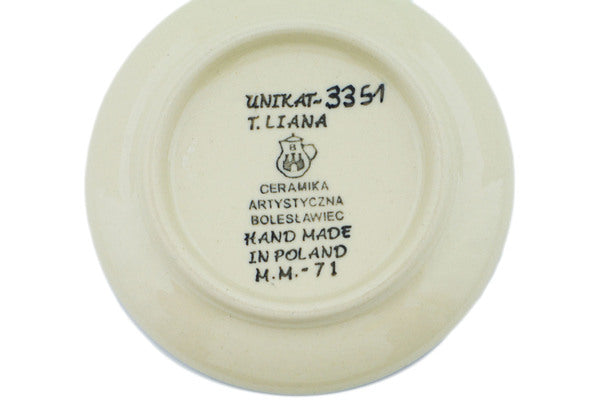 UNIKAT-3351
T. LIANA
B
CERAMIKA
ARTYSTYCZNA
BOLESŁAWIEC
HAND MADE
IN POLAND
M.M.-71